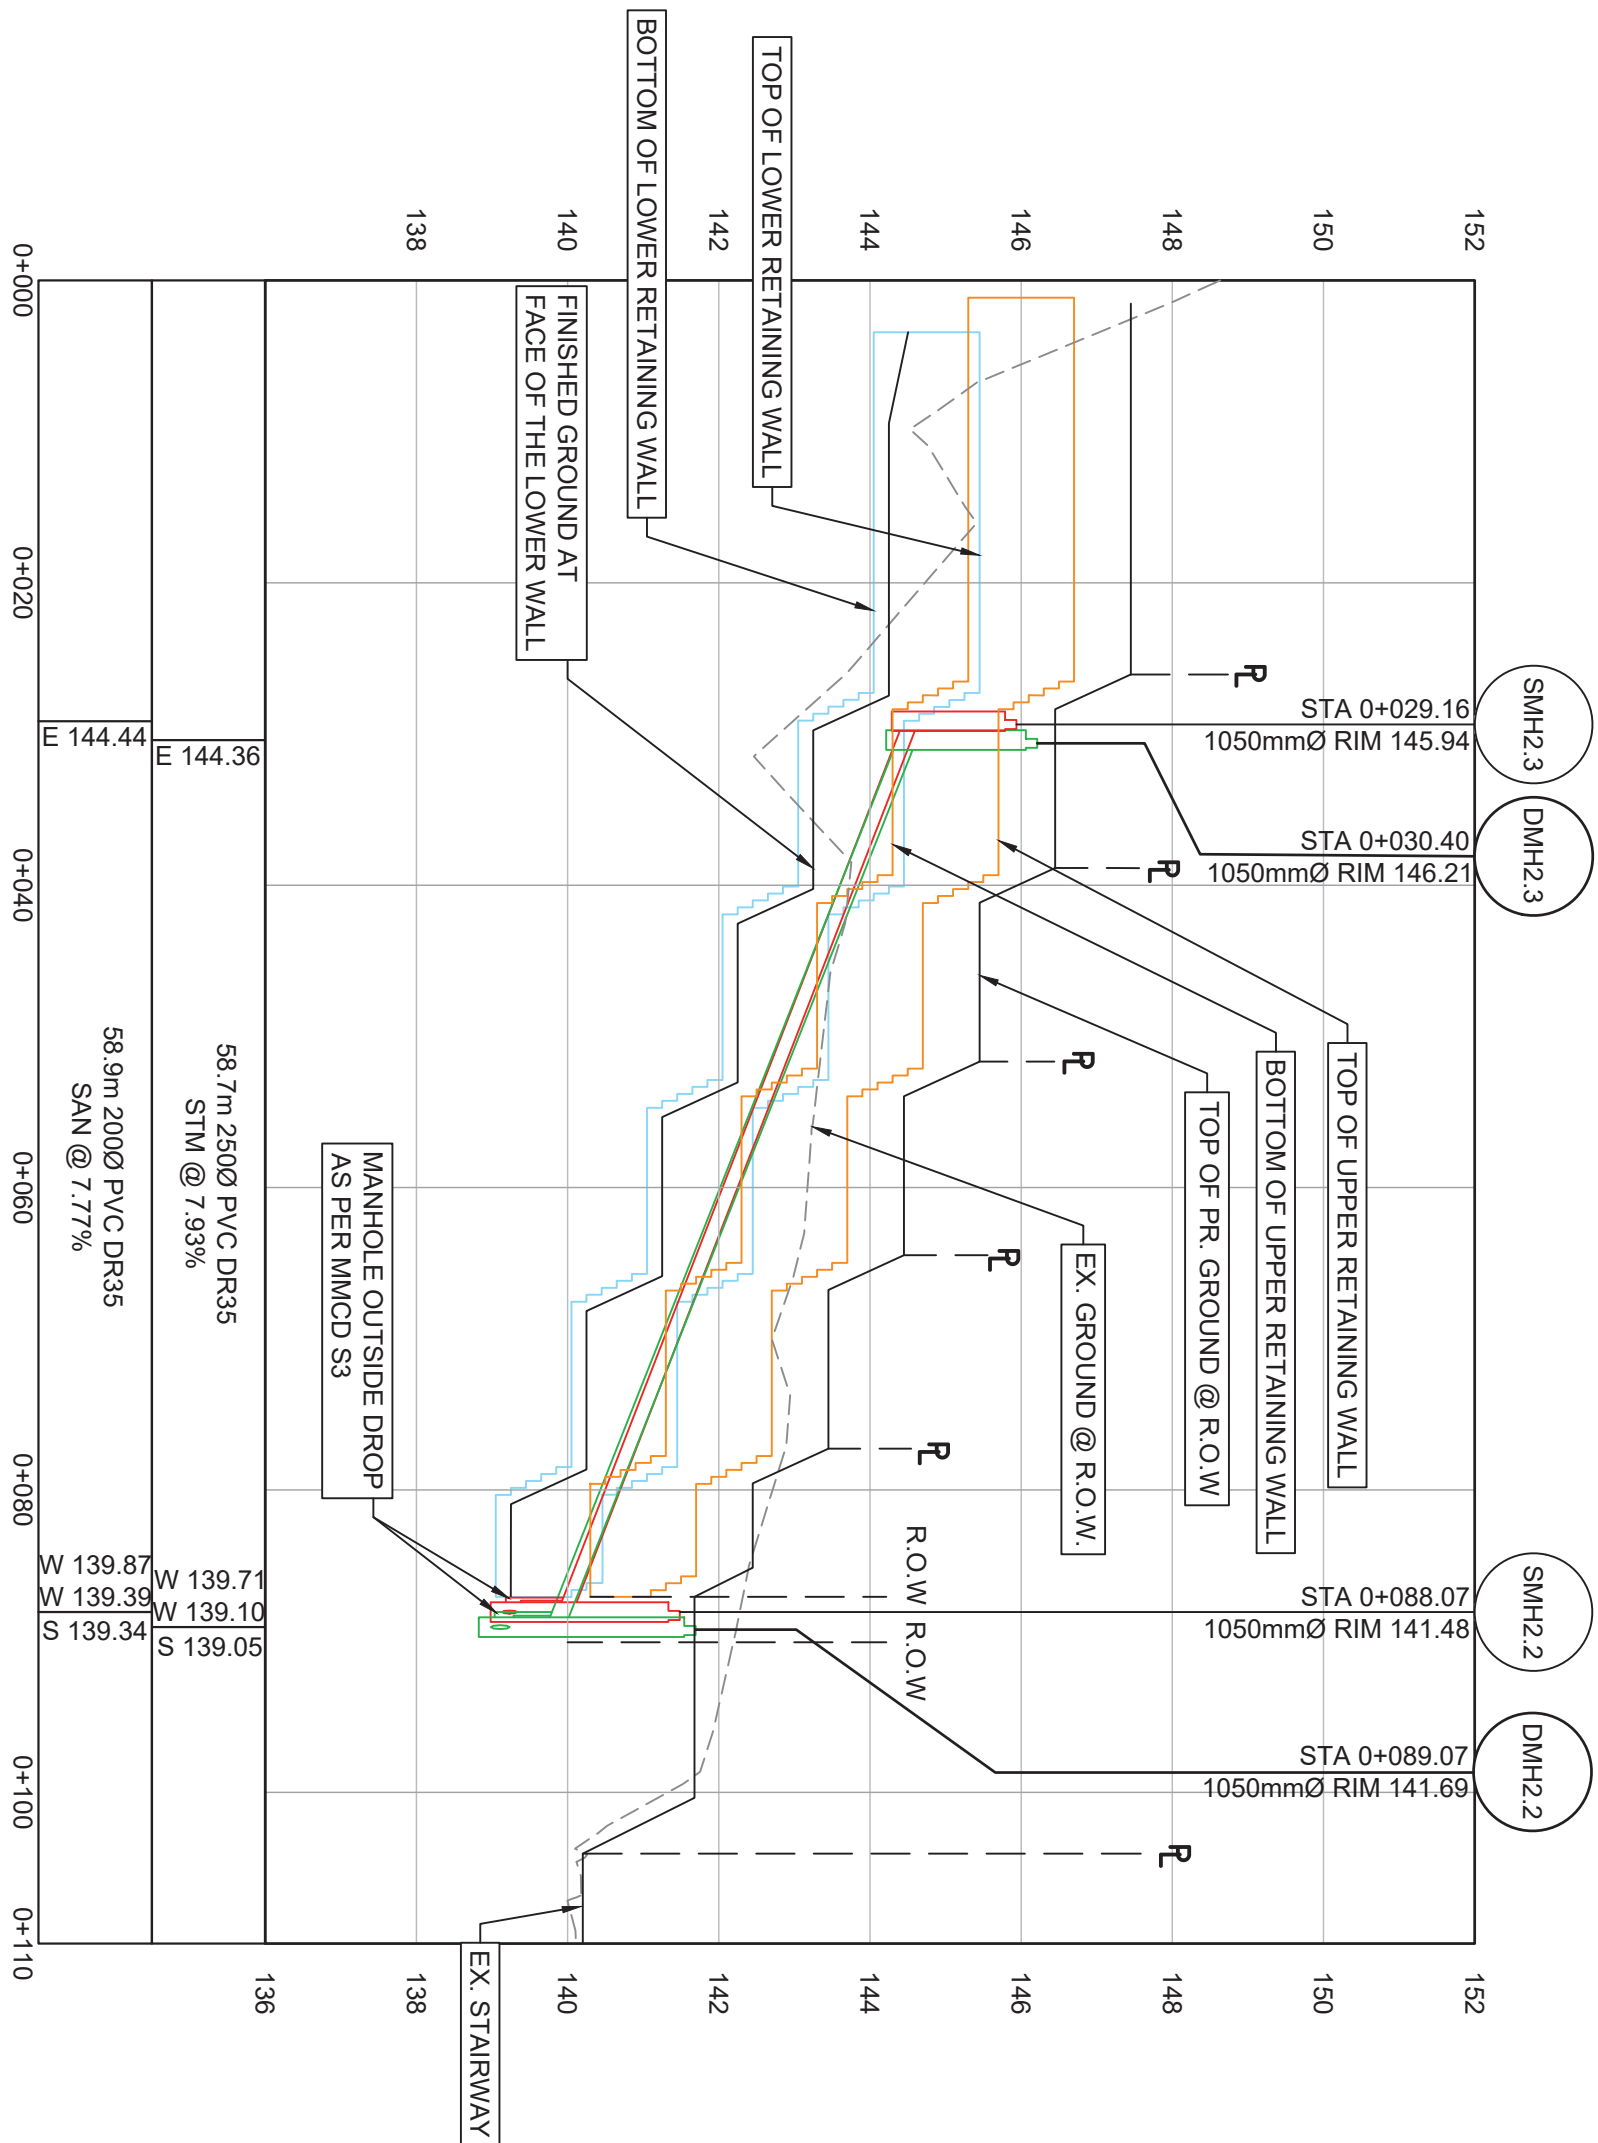 SMH2.3
DMH2.3
SMH2.2
DMH2.2
STA 0+029.16
1050mmØ RIM 145.94
STA 0+030.40
1050mmØ RIM 146.21
STA 0+088.07
1050mmØ RIM 141.48
STA 0+089.07
1050mmØ RIM 141.69
152
150
148
146
144
142
140
138
152
150
148
146
144
142
140
138
136
TOP OF UPPER RETAINING WALL
BOTTOM OF UPPER RETAINING WALL
TOP OF PR. GROUND @ R.O.W
EX. GROUND @ R.O.W.
PL
PL
PL
PL
PL
PL
R.O.W
R.O.W
TOP OF LOWER RETAINING WALL
BOTTOM OF LOWER RETAINING WALL
FINISHED GROUND AT
FACE OF THE LOWER WALL
MANHOLE OUTSIDE DROP
AS PER MMCD S3
EX. STAIRWAY
E 144.36
58.7m 250Ø PVC DR35
STM @ 7.93%
W 139.71
W 139.10
S 139.05
E 144.44
58.9m 200Ø PVC DR35
SAN @ 7.77%
W 139.87
W 139.39
S 139.34
0+000
0+020
0+040
0+060
0+080
0+100
0+110